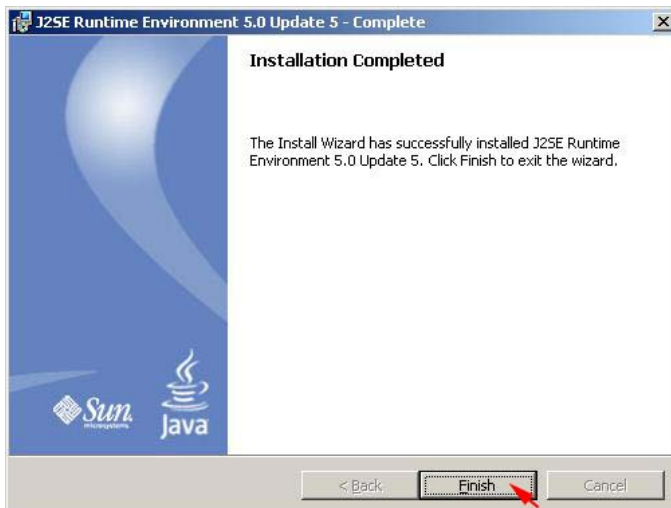 J2SE Runtime Environment 5.0 Update 5 - Complete
Installation Completed
The Install Wizard has successfully installed J2SE Runtime
Environment 5.0 Update 5. Click Finish to exit the wizard.
Sun
microsystems
Java
< Back
Finish
Cancel